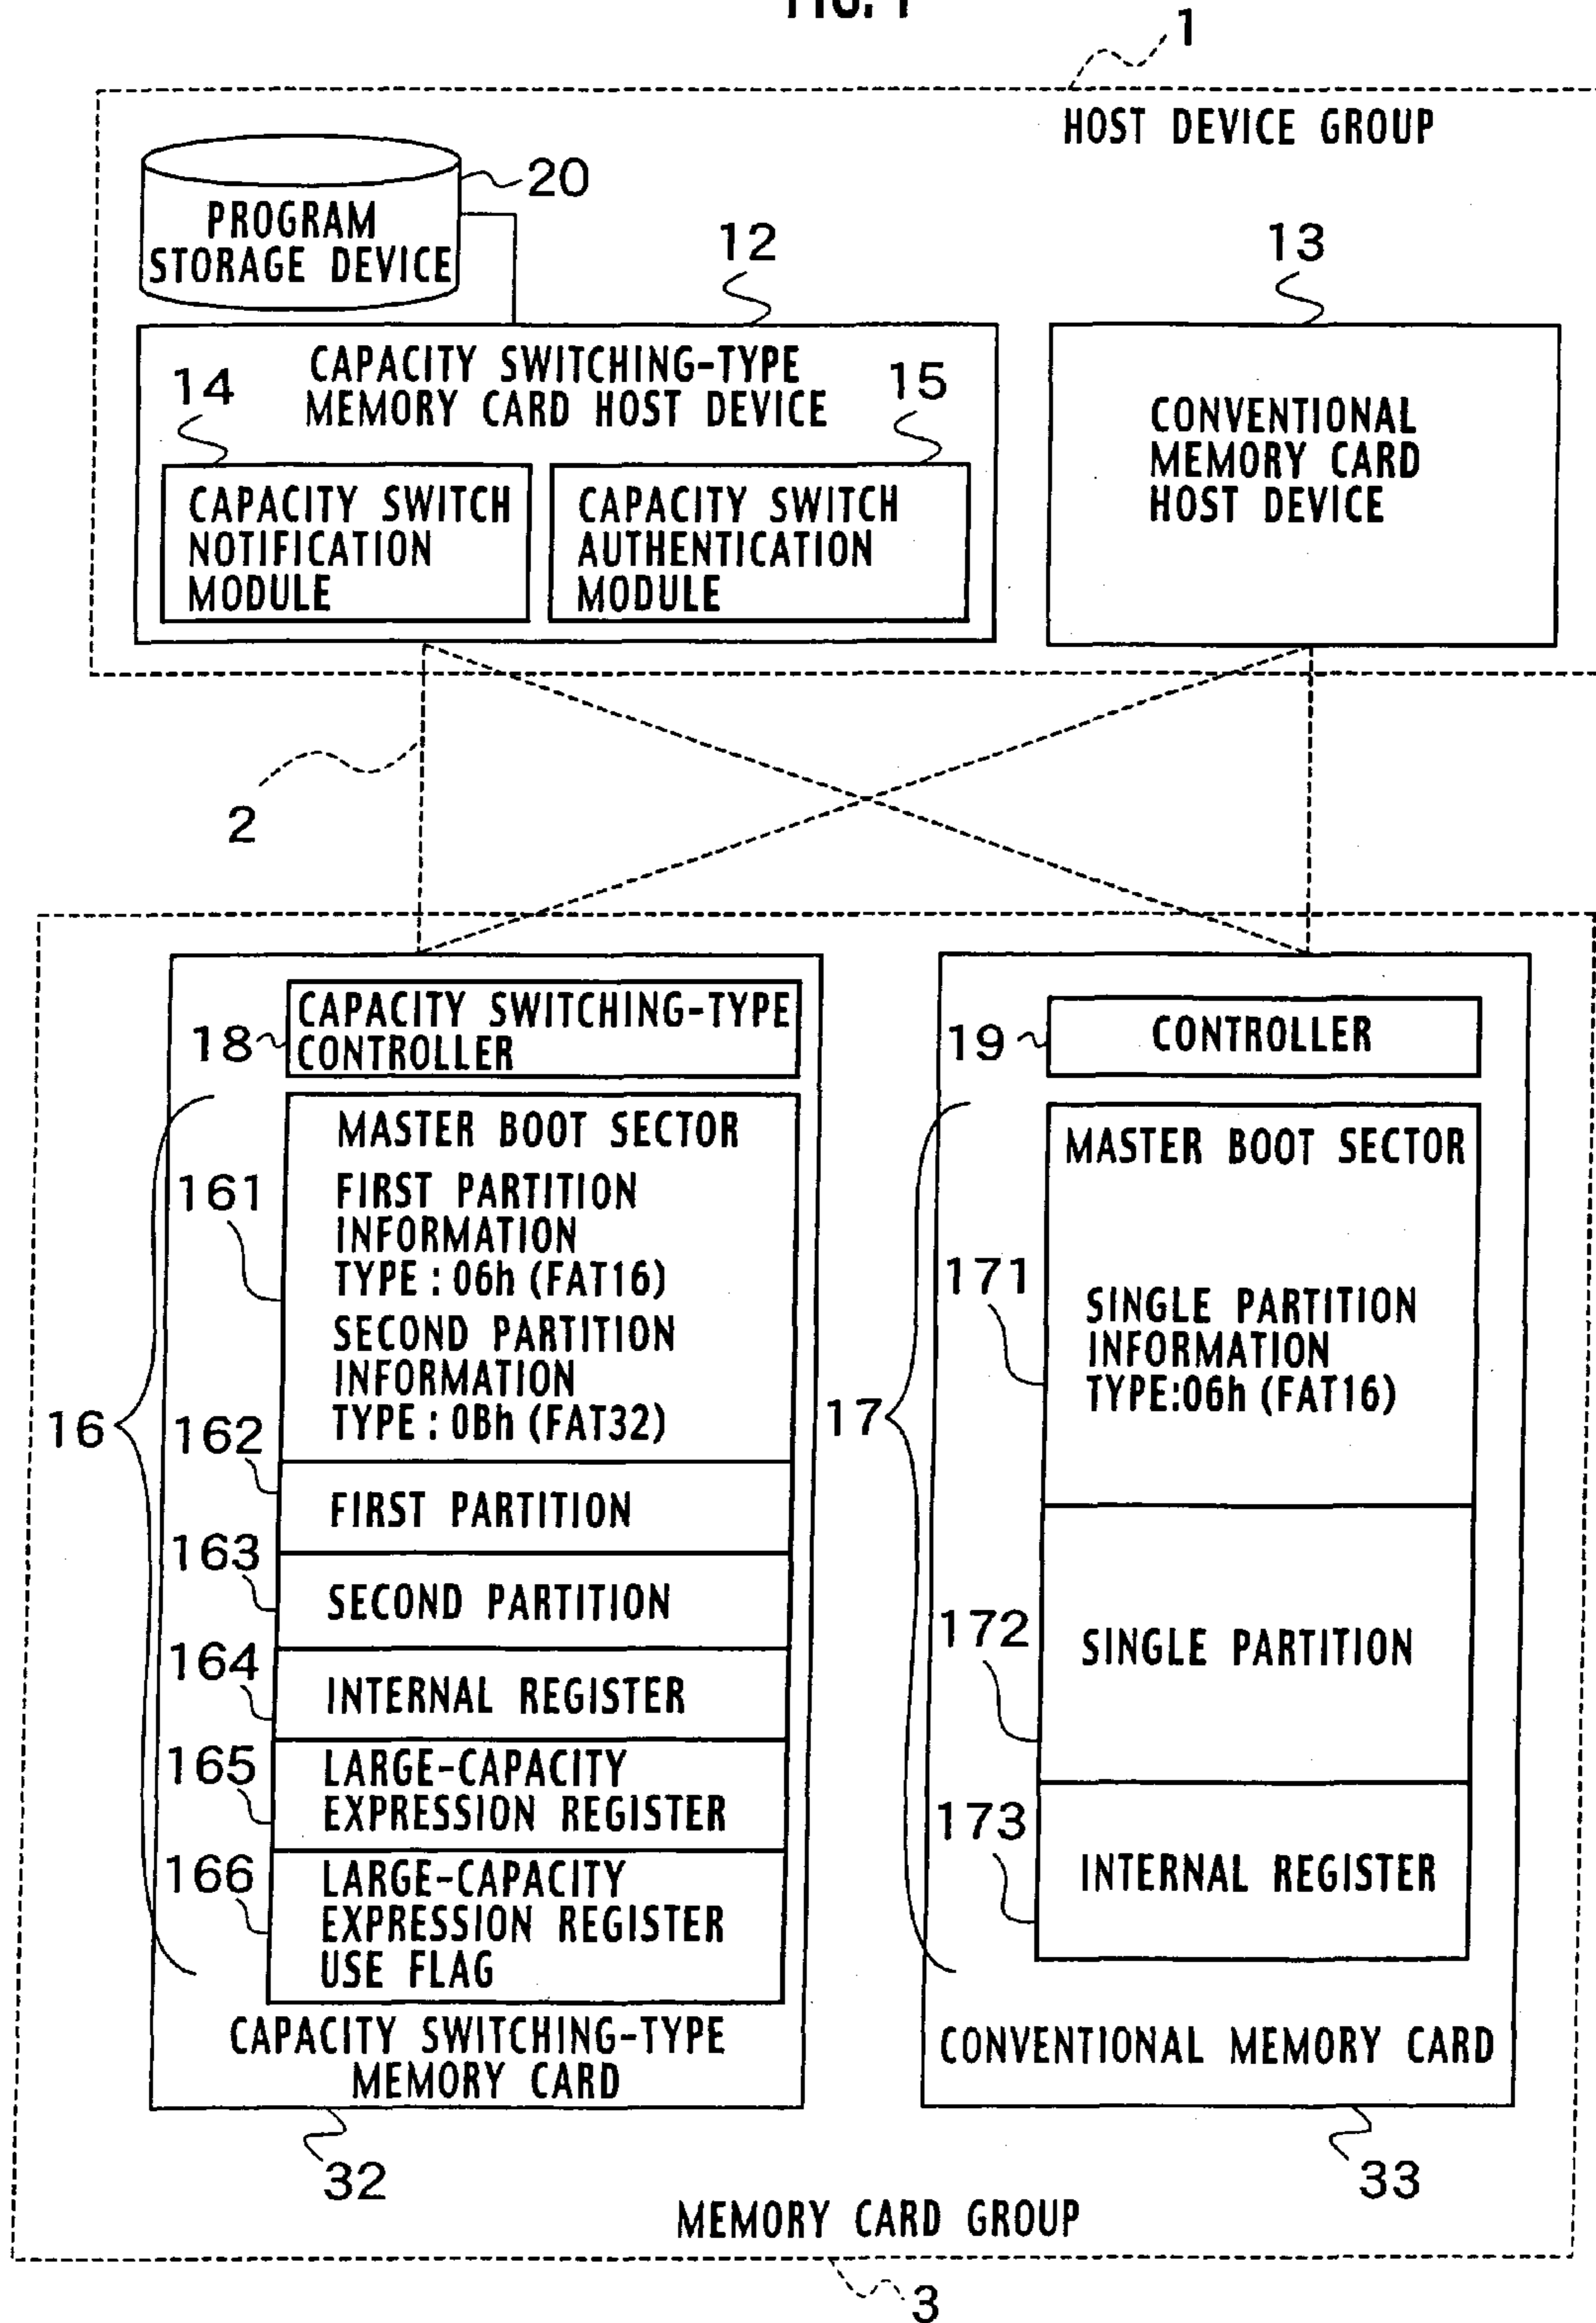 FIG. 1
1
HOST DEVICE GROUP
20
PROGRAM
STORAGE DEVICE
12
13
CAPACITY SWITCHING-TYPE
MEMORY CARD HOST DEVICE
14
15
CAPACITY SWITCH
NOTIFICATION
MODULE
CAPACITY SWITCH
AUTHENTICATION
MODULE
CONVENTIONAL
MEMORY CARD
HOST DEVICE
2
18
CAPACITY SWITCHING-TYPE
CONTROLLER
16
161
MASTER BOOT SECTOR
FIRST PARTITION
INFORMATION
TYPE : 06h (FAT16)
SECOND PARTITION
INFORMATION
TYPE : 0Bh (FAT32)
162
FIRST PARTITION
163
SECOND PARTITION
164
INTERNAL REGISTER
165
LARGE-CAPACITY
EXPRESSION REGISTER
166
LARGE-CAPACITY
EXPRESSION REGISTER
USE FLAG
CAPACITY SWITCHING-TYPE
MEMORY CARD
32
19
CONTROLLER
17
171
MASTER BOOT SECTOR
SINGLE PARTITION
INFORMATION
TYPE:06h (FAT16)
172
SINGLE PARTITION
173
INTERNAL REGISTER
CONVENTIONAL MEMORY CARD
33
MEMORY CARD GROUP
3